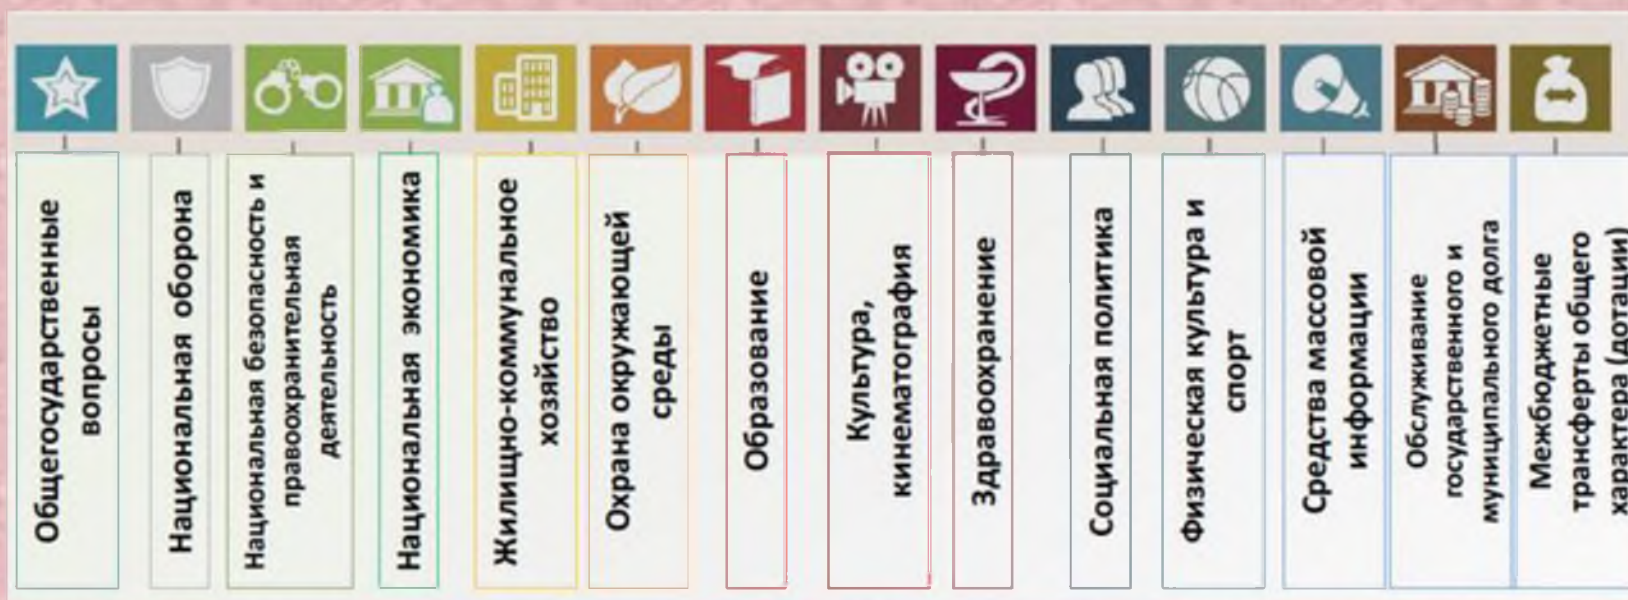 Общегосударственные
вопросы
Национальная оборона
Национальная безопасность и
правоохранительная
деятельность
Национальная экономика
Жилищно-коммунальное
хозяйство
Охрана окружающей
среды
Образование
Культура,
кинематография
Здравоохранение
Социальная политика
Физическая культура и
спорт
Средства массовой
информации
Обслуживание
государственного и
муниципального долга
Межбюджетные
трансферты общего
характера (дотации)